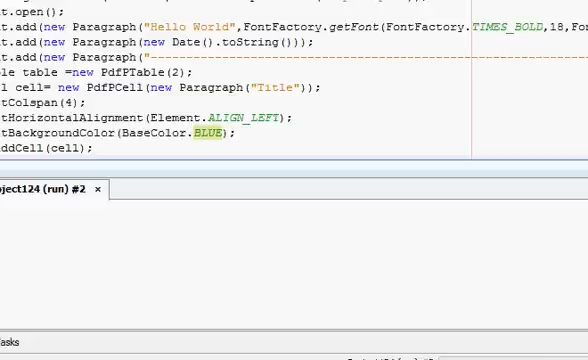 t.open();
t.add(new Paragraph("Hello World",FontFactory.getFont(FontFactory.TIMES_BOLD,18,Fon
t.add(new Paragraph(new Date().toString()));
t.add(new Paragraph("------------------------------------------------------------
le table =new PdfPTable(2);
l cell= new PdfPCell(new Paragraph("Title"));
tColspan(4);
tHorizontalAlignment(Element.ALIGN_LEFT);
tBackgroundColor(BaseColor.BLUE);
ddCell(cell);
oject124 (run) #2 ×
asks